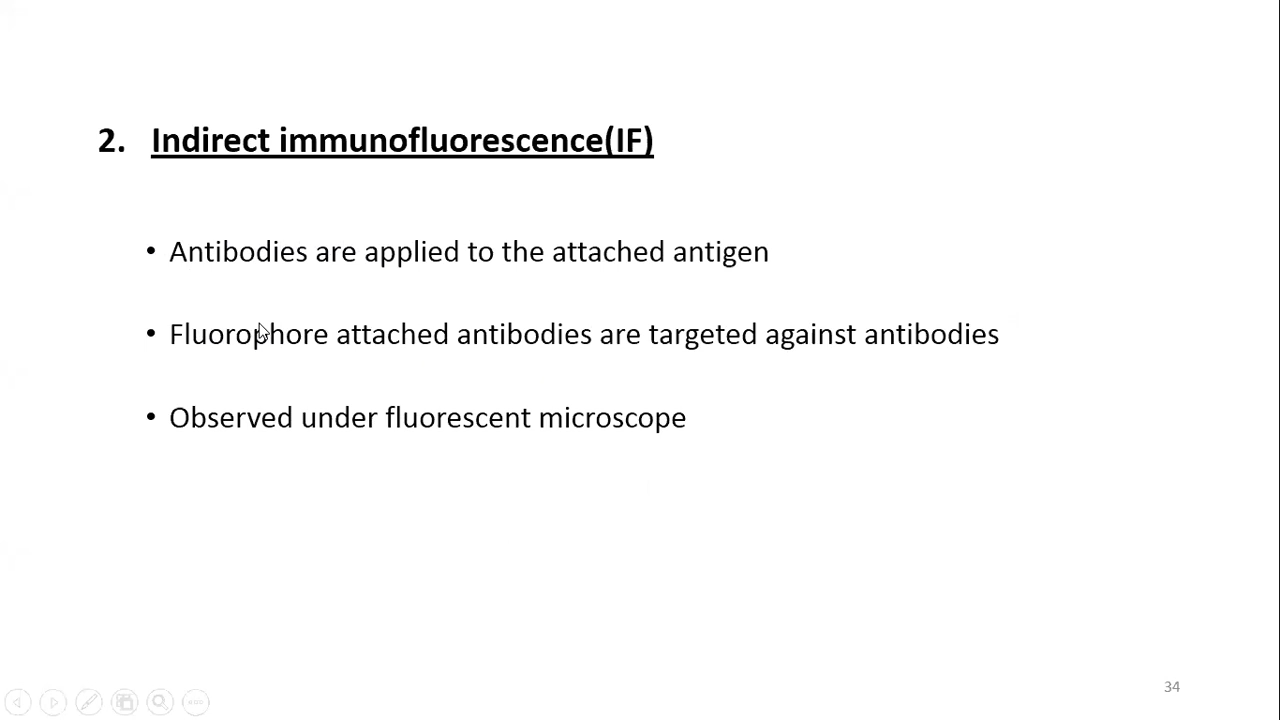 2. Indirect immunofluorescence(IF)
• Antibodies are applied to the attached antigen
• Fluorophore attached antibodies are targeted against antibodies
• Observed under fluorescent microscope
34